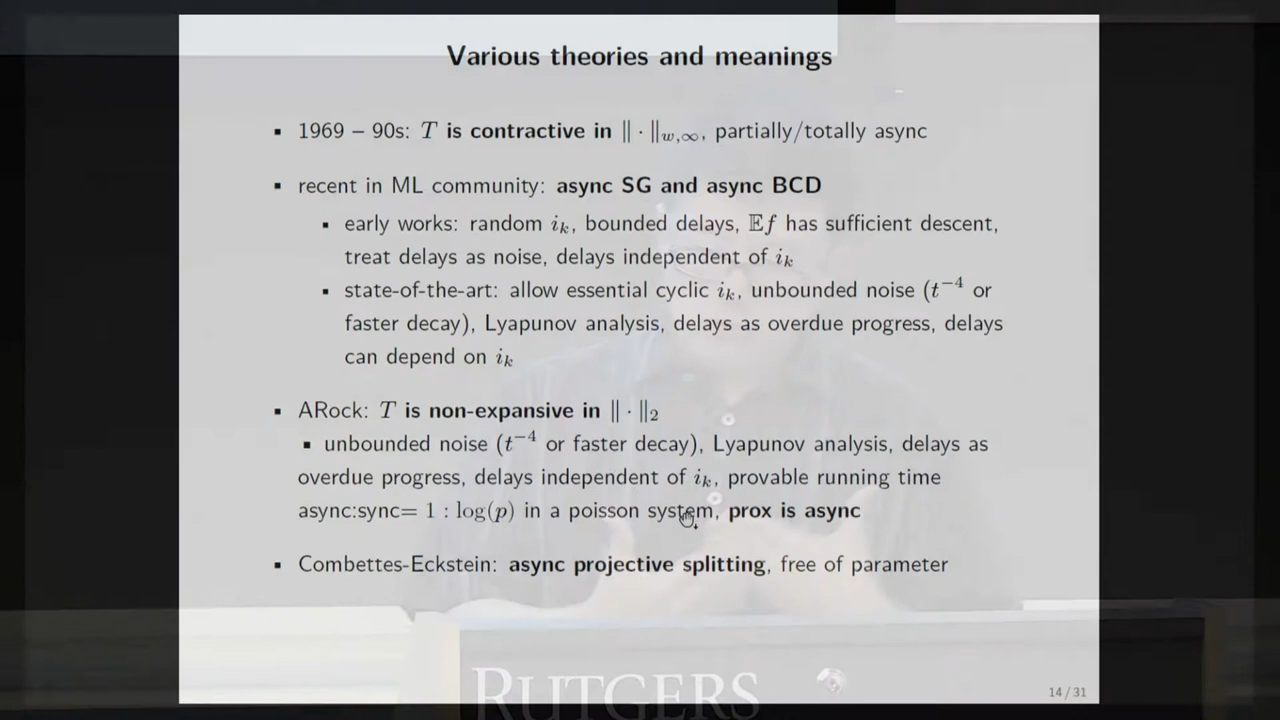 Various theories and meanings
▪ 1969 – 90s: T is contractive in ‖ · ‖w,∞, partially/totally async
▪ recent in ML community: async SG and async BCD
▪ early works: random i_k, bounded delays, 𝔼f has sufficient descent,
treat delays as noise, delays independent of i_k
▪ state-of-the-art: allow essential cyclic i_k, unbounded noise (t^−4 or
faster decay), Lyapunov analysis, delays as overdue progress, delays
can depend on i_k
▪ ARock: T is non-expansive in ‖ · ‖2
▪ unbounded noise (t^−4 or faster decay), Lyapunov analysis, delays as
overdue progress, delays independent of i_k, provable running time
async:sync= 1 : log(p) in a poisson system, prox is async
▪ Combettes-Eckstein: async projective splitting, free of parameter
RUTGERS
14 / 31